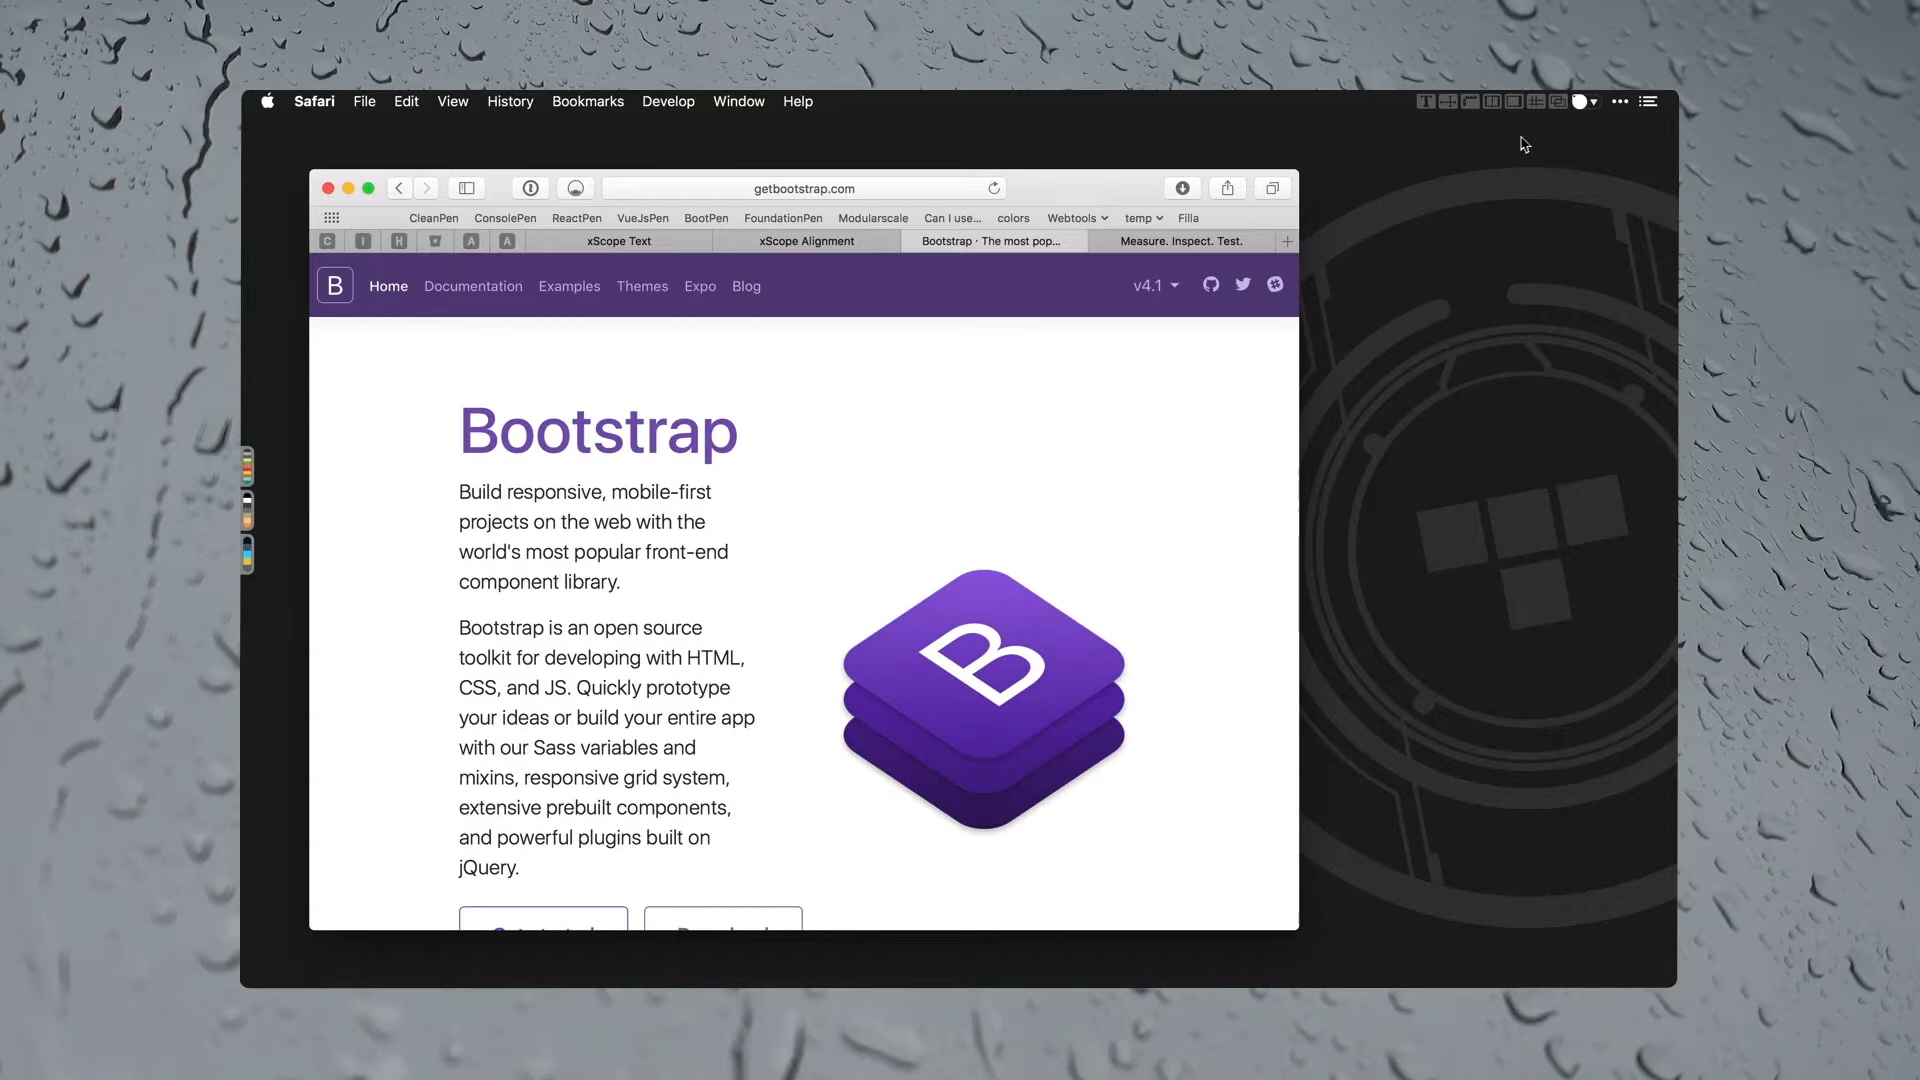 Safari File Edit View History Bookmarks Develop Window Help
getbootstrap.com
CleanPen ConsolePen ReactPen VueJsPen BootPen FoundationPen Modularscale Can I use... colors Webtools temp Filla
C I H A A xScope Text xScope Alignment Bootstrap · The most pop... Measure. Inspect. Test.
B Home Documentation Examples Themes Expo Blog v4.1
Bootstrap
Build responsive, mobile-first
projects on the web with the
world's most popular front-end
component library.
Bootstrap is an open source
toolkit for developing with HTML,
CSS, and JS. Quickly prototype
your ideas or build your entire app
with our Sass variables and
mixins, responsive grid system,
extensive prebuilt components,
and powerful plugins built on
jQuery.
B